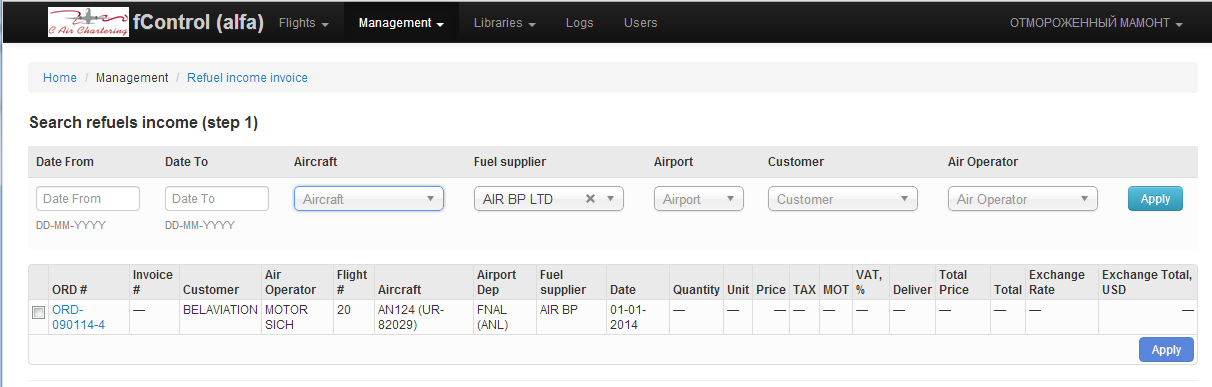 C Air Chartering fControl (alfa) Flights Management Libraries Logs Users ОТМОРОЖЕННЫЙ МАМОНТ
Home / Management / Refuel income invoice
Search refuels income (step 1)
Date From Date To Aircraft Fuel supplier Airport Customer Air Operator
Date From Date To Aircraft AIR BP LTD × Airport Customer Air Operator Apply
DD-MM-YYYY DD-MM-YYYY
ORD # Invoice # Customer Air Operator Flight # Aircraft Airport Dep Fuel supplier Date Quantity Unit Price TAX MOT VAT, % Deliver Total Price Total Exchange Rate Exchange Total, USD
ORD-090114-4 — BELAVIATION MOTOR SICH 20 AN124 (UR-82029) FNAL (ANL) AIR BP 01-01-2014 — — — — — — — — — — —
Apply